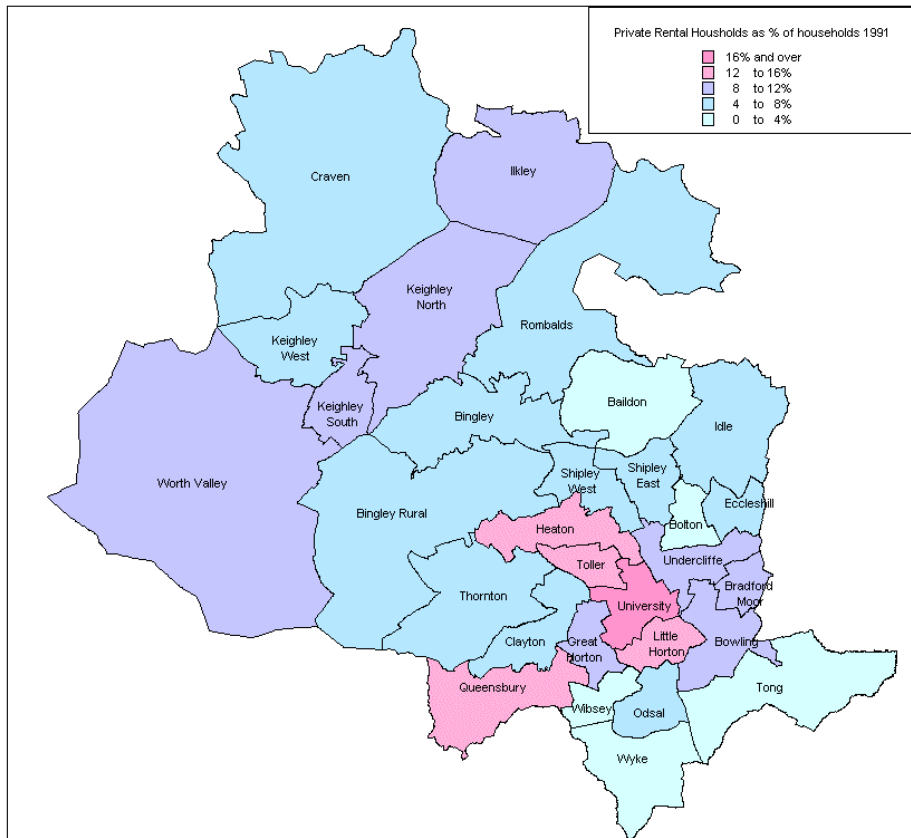 Private Rental Housholds as % of households 1991
16% and over
12 to 16%
8 to 12%
4 to 8%
0 to 4%
Craven
Ilkley
Keighley
North
Rombalds
Keighley
West
Baildon
Keighley
South
Bingley
Idle
Worth Valley
Shipley
West
Shipley
East
Eccleshill
Bolton
Bingley Rural
Heaton
Undercliffe
Toller
Bradford
Moor
Thornton
University
Clayton
Great
Horton
Little
Horton
Bowling
Queensbury
Tong
Wibsey
Odsal
Wyke